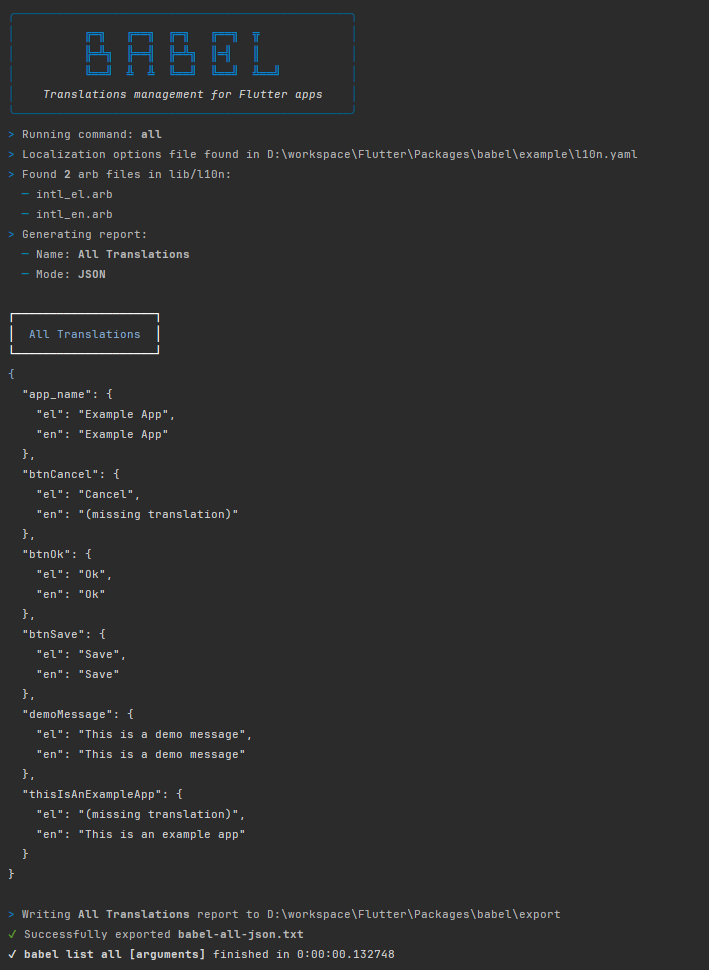 BABEL
Translations management for Flutter apps
> Running command: all
> Localization options file found in D:\workspace\Flutter\Packages\babel\example\l10n.yaml
> Found 2 arb files in lib/l10n:
— intl_el.arb
— intl_en.arb
> Generating report:
— Name: All Translations
— Mode: JSON
All Translations
{
  "app_name": {
    "el": "Example App",
    "en": "Example App"
  },
  "btnCancel": {
    "el": "Cancel",
    "en": "(missing translation)"
  },
  "btnOk": {
    "el": "Ok",
    "en": "Ok"
  },
  "btnSave": {
    "el": "Save",
    "en": "Save"
  },
  "demoMessage": {
    "el": "This is a demo message",
    "en": "This is a demo message"
  },
  "thisIsAnExampleApp": {
    "el": "(missing translation)",
    "en": "This is an example app"
  }
}
> Writing All Translations report to D:\workspace\Flutter\Packages\babel\export
✓ Successfully exported babel-all-json.txt
✓ babel list all [arguments] finished in 0:00:00.132748